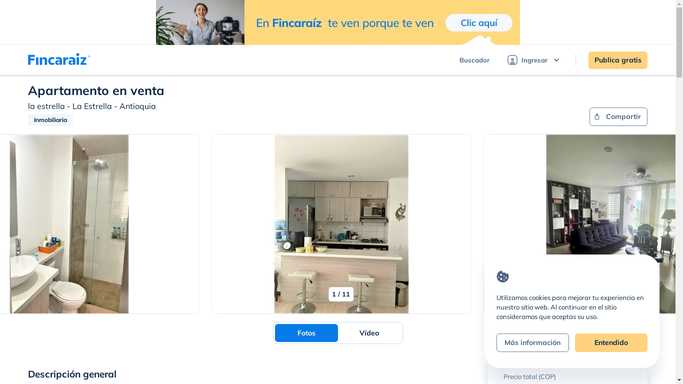 En Fincaraíz te ven porque te ven
Clic aquí
Fıncaraíz
Buscador
Ingresar
Publica gratis
Apartamento en venta
la estrella - La Estrella - Antioquia
Inmobiliaria
Compartir
1 / 11
Fotos
Vídeo
Utilizamos cookies para mejorar tu experiencia en
nuestro sitio web. Al continuar en el sitio
consideramos que aceptas su uso.
Más información
Entendido
Descripción general
Precio total (COP)